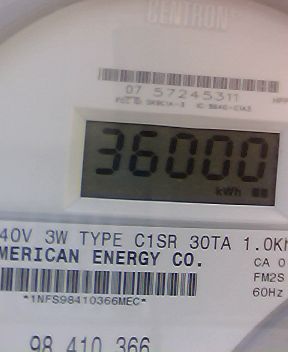 CENTRON
07 57245311
36000
kWh
40V 3W TYPE C1SR 30TA 1.0Kh
MERICAN ENERGY CO.
CA 0
FM2S
60Hz
*1NFS98410366MEC*
98 410 366